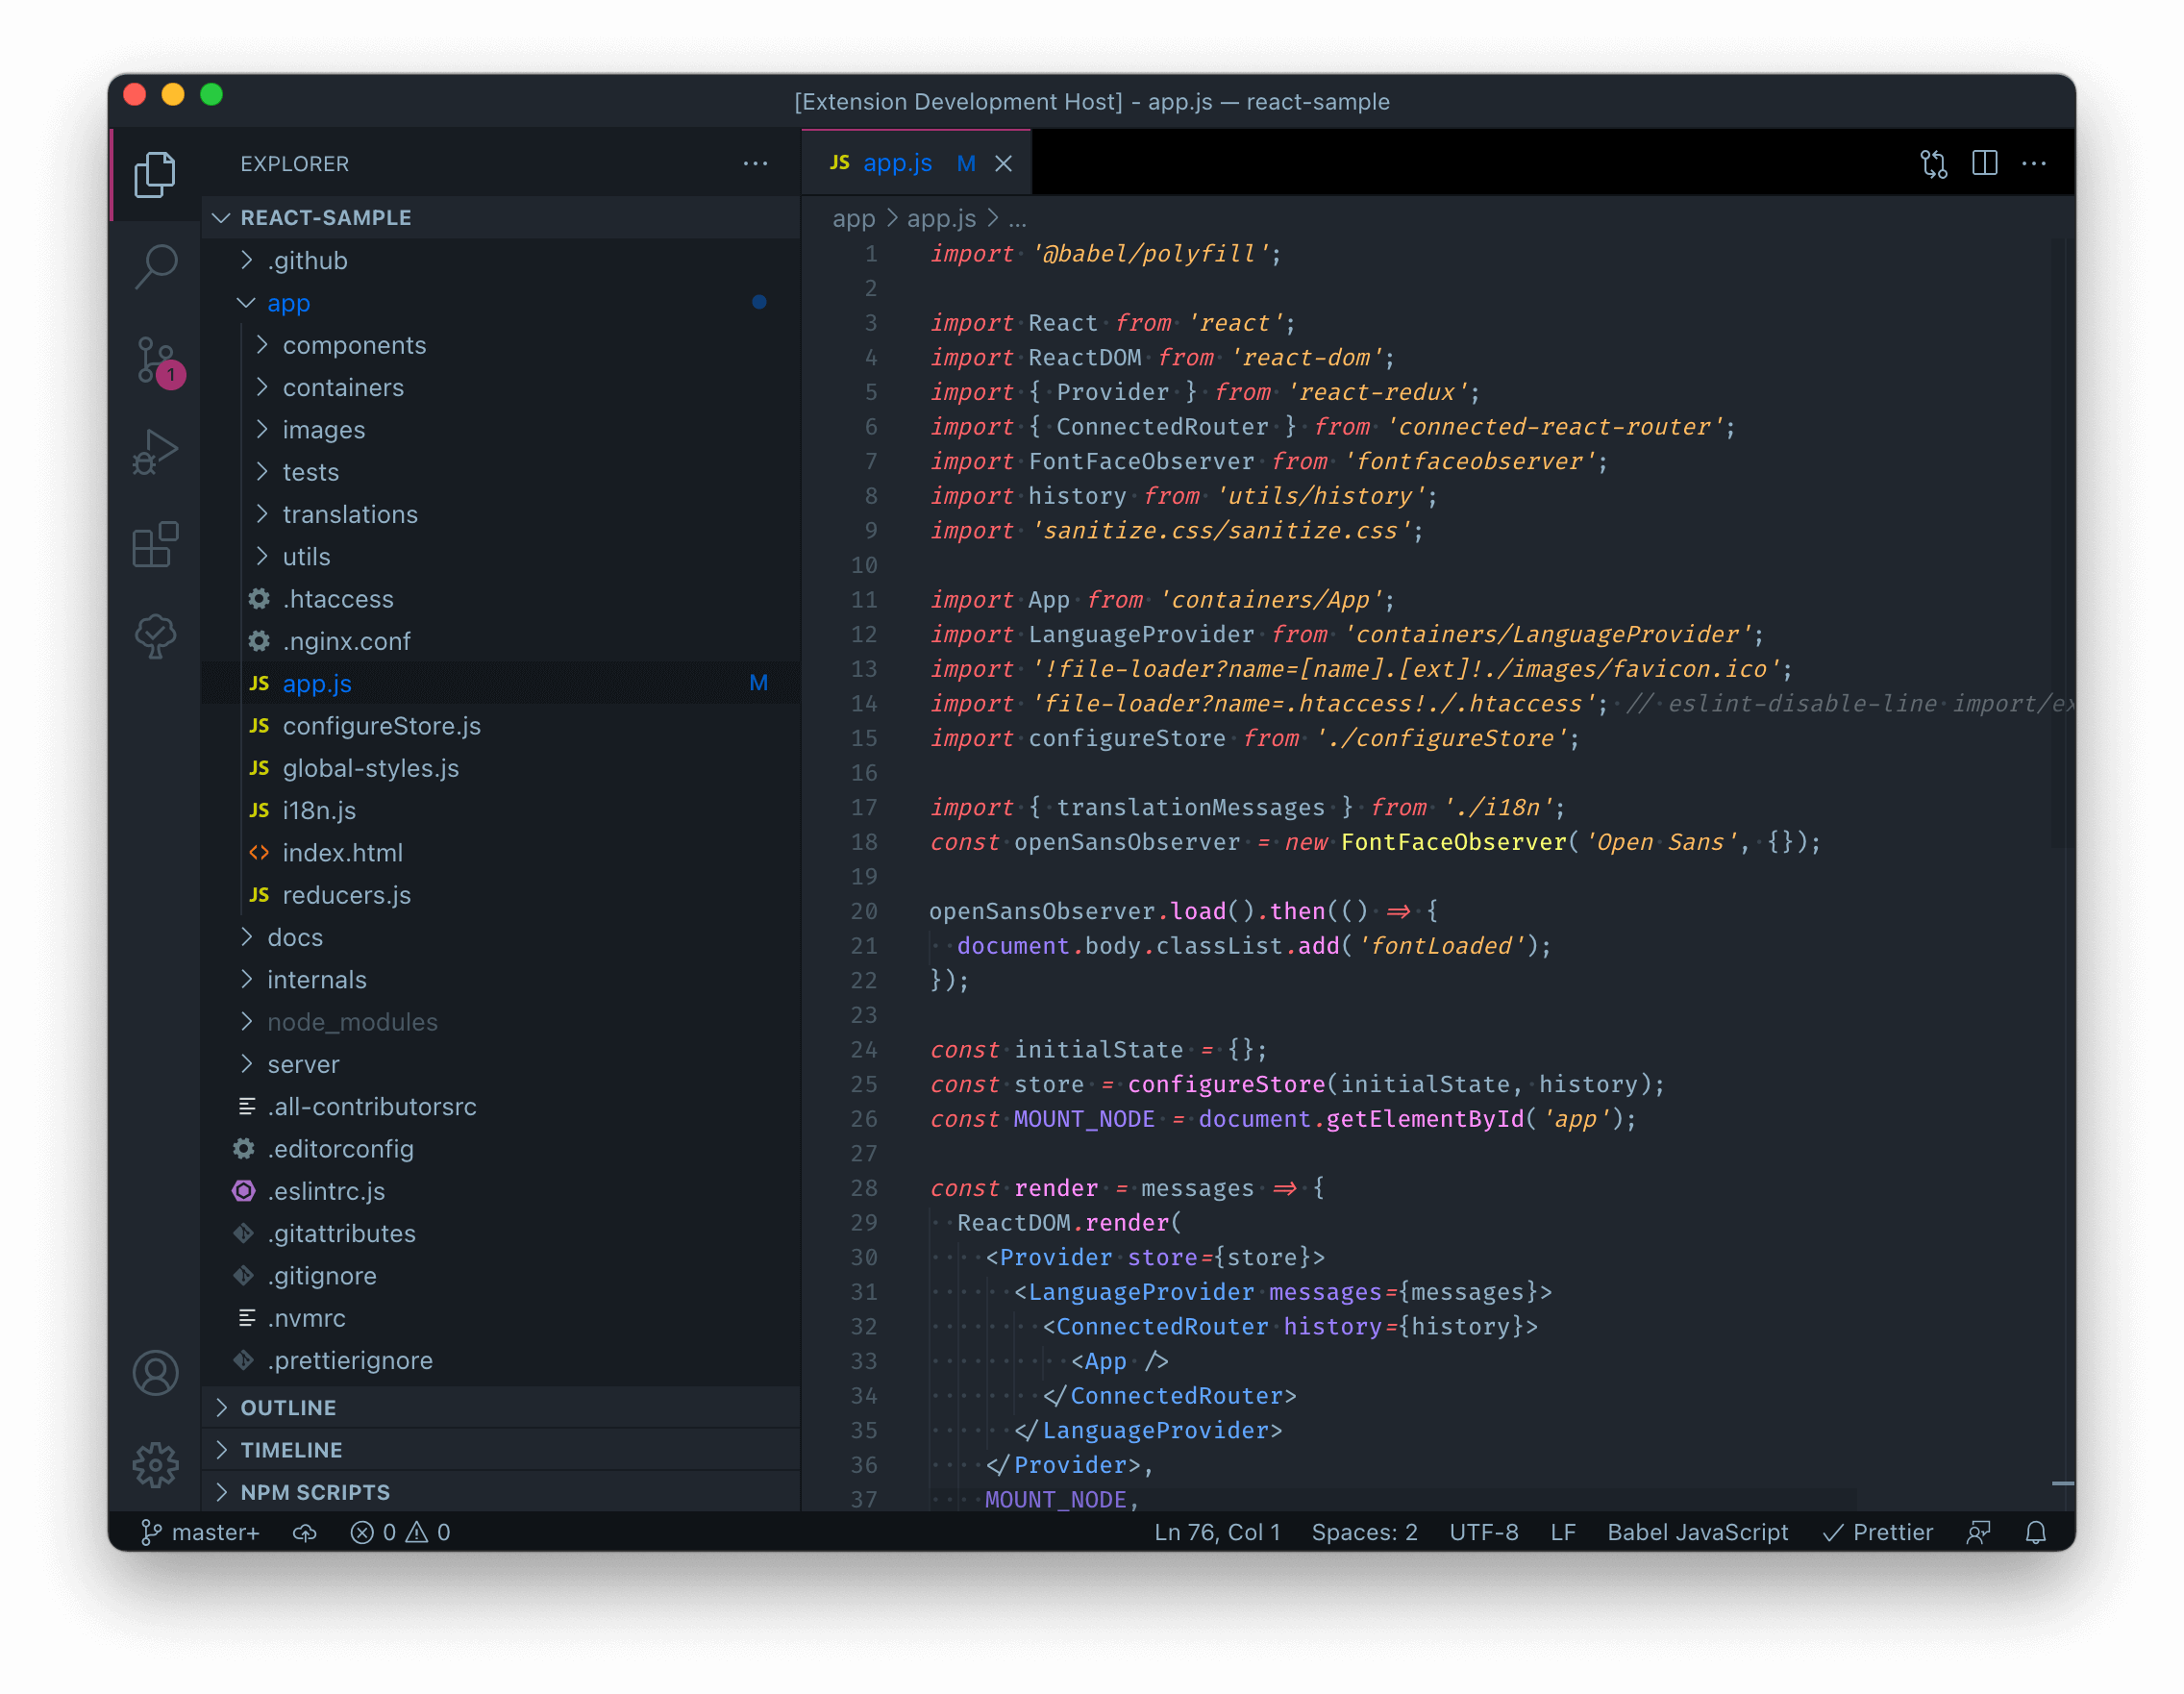 [Extension Development Host] - app.js — react-sample
EXPLORER
REACT-SAMPLE
.github
app
components
containers
images
tests
translations
utils
.htaccess
.nginx.conf
JS app.js M
JS configureStore.js
JS global-styles.js
JS i18n.js
<> index.html
JS reducers.js
docs
internals
node_modules
server
.all-contributorsrc
.editorconfig
.eslintrc.js
.gitattributes
.gitignore
.nvmrc
.prettierignore
OUTLINE
TIMELINE
NPM SCRIPTS
1
JS app.js M
app > app.js > ...
1 import '@babel/polyfill';
2
3 import React from 'react';
4 import ReactDOM from 'react-dom';
5 import { Provider } from 'react-redux';
6 import { ConnectedRouter } from 'connected-react-router';
7 import FontFaceObserver from 'fontfaceobserver';
8 import history from 'utils/history';
9 import 'sanitize.css/sanitize.css';
10
11 import App from 'containers/App';
12 import LanguageProvider from 'containers/LanguageProvider';
13 import '!file-loader?name=[name].[ext]!./images/favicon.ico';
14 import 'file-loader?name=.htaccess!./.htaccess'; // eslint-disable-line import/ex
15 import configureStore from './configureStore';
16
17 import { translationMessages } from './i18n';
18 const openSansObserver = new FontFaceObserver('Open Sans', {});
19
20 openSansObserver.load().then(() => {
21   document.body.classList.add('fontLoaded');
22 });
23
24 const initialState = {};
25 const store = configureStore(initialState, history);
26 const MOUNT_NODE = document.getElementById('app');
27
28 const render = messages => {
29   ReactDOM.render(
30     <Provider store={store}>
31       <LanguageProvider messages={messages}>
32         <ConnectedRouter history={history}>
33           <App />
34         </ConnectedRouter>
35       </LanguageProvider>
36     </Provider>,
37     MOUNT_NODE,
master+ 0 0 Ln 76, Col 1 Spaces: 2 UTF-8 LF Babel JavaScript Prettier